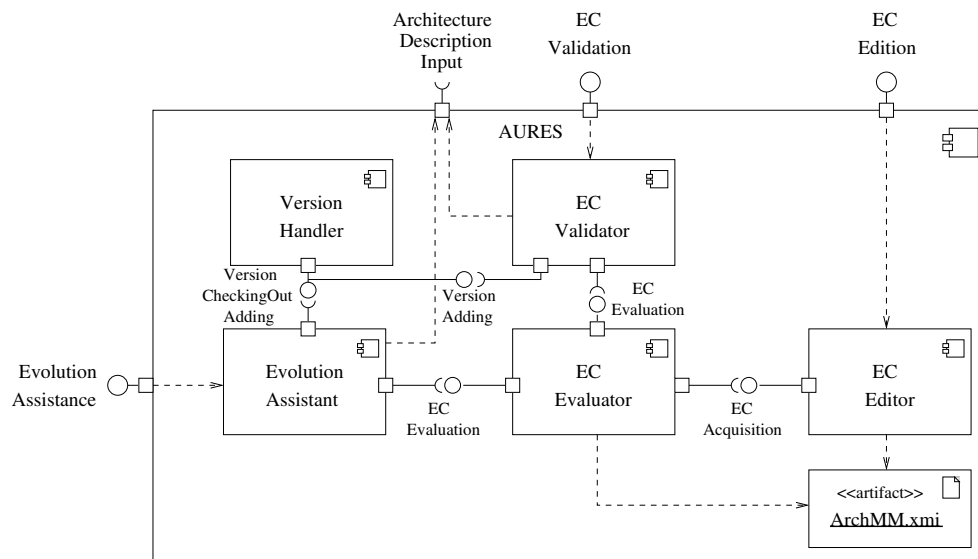 Architecture
Description
Input
EC
Validation
EC
Edition
AURES
Version
Handler
EC
Validator
Version
CheckingOut
Adding
Version
Adding
EC
Evaluation
Evolution
Assistance
Evolution
Assistant
EC
Evaluation
EC
Evaluator
EC
Acquisition
EC
Editor
<<artifact>>
ArchMM.xmi